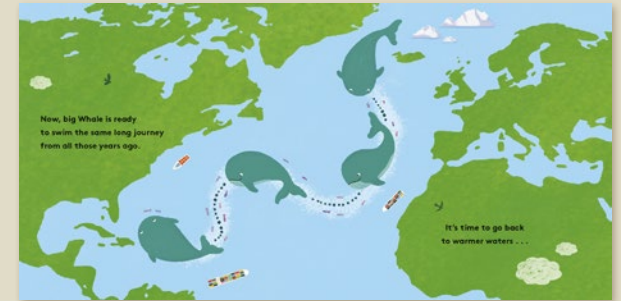 Now, big Whale is ready
to swim the same long journey
from all those years ago.
It's time to go back
to warmer waters . . .